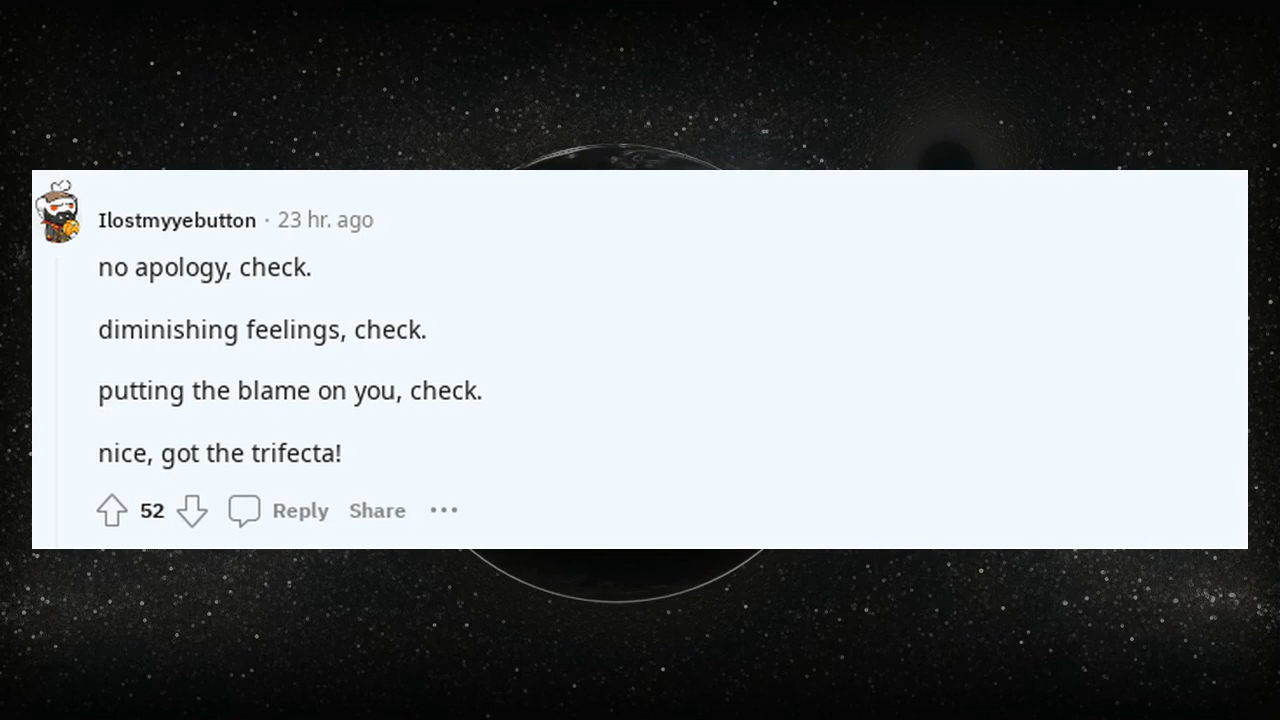 Ilostmyyebutton · 23 hr. ago
no apology, check.
diminishing feelings, check.
putting the blame on you, check.
nice, got the trifecta!
52 Reply Share ...